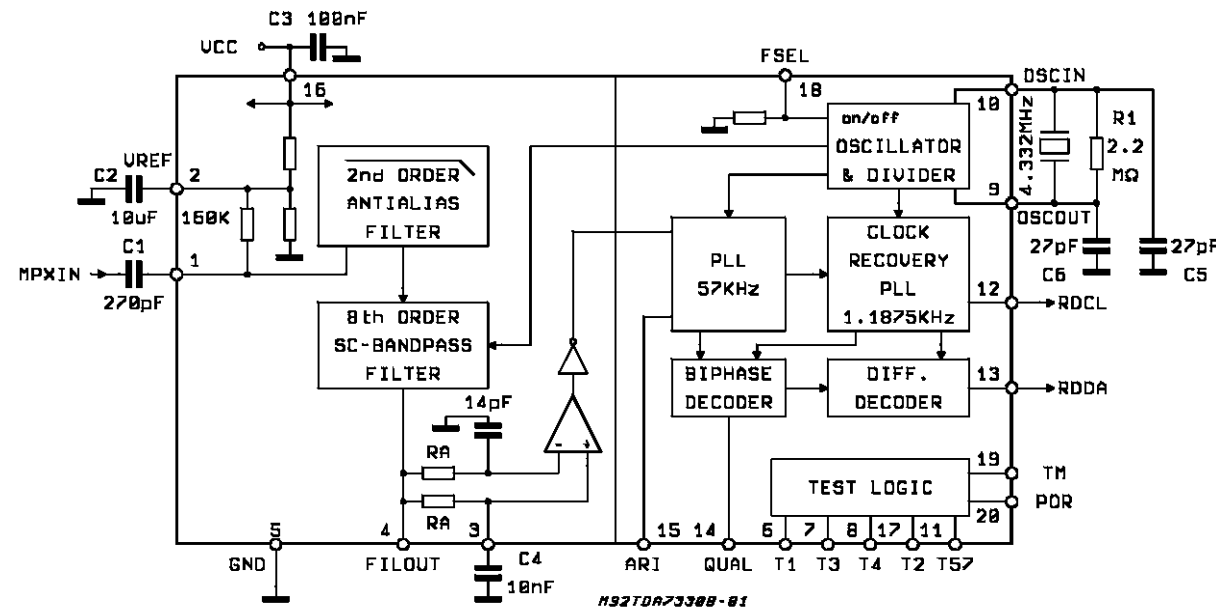 C3 100nF
VCC
FSEL
16
18
OSCIN
10
on/off
OSCILLATOR
& DIVIDER
4.332MHz
R1
2.2
MΩ
VREF
C2
2
10uF
150K
2nd ORDER
ANTIALIAS
FILTER
9
OSCOUT
C1
MPXIN
1
270pF
PLL
57KHz
CLOCK
RECOVERY
PLL
1.1875KHz
27pF
C6
27pF
C5
12
RDCL
8th ORDER
SC-BANDPASS
FILTER
BIPHASE
DECODER
DIFF.
DECODER
13
RDDA
14pF
- +
RA
RA
TEST LOGIC
19
TM
POR
20
5
4
3
15
14
6
7
8
17
11
GND
FILOUT
C4
10nF
ARI
QUAL
T1
T3
T4
T2
T57
M92TDA7330B-01